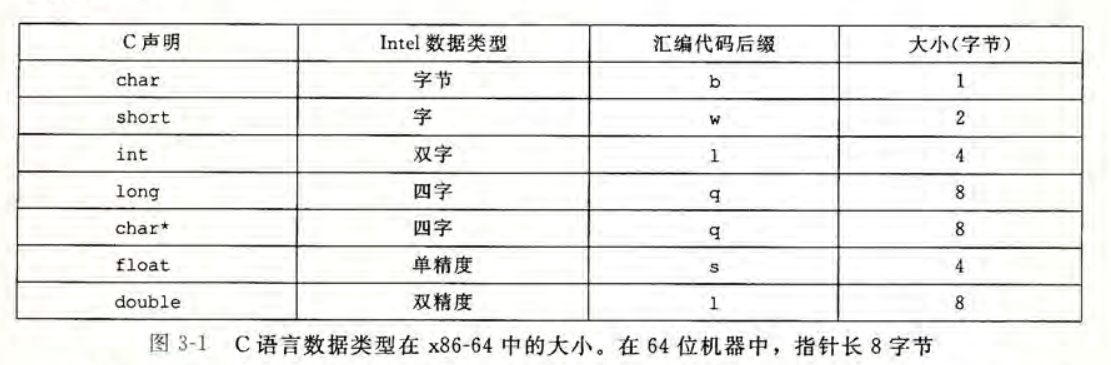 C声明 Intel 数据类型 汇编代码后缀 大小(字节)
char 字节 b 1
short 字 w 2
int 双字 l 4
long 四字 q 8
char* 四字 q 8
float 单精度 s 4
double 双精度 l 8
图 3-1 C 语言数据类型在 x86-64 中的大小。在 64 位机器中，指针长 8 字节